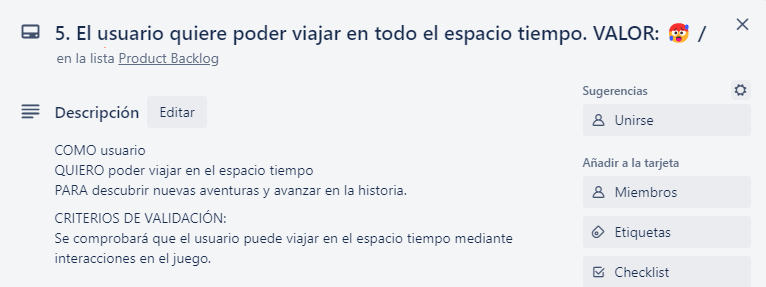 5. El usuario quiere poder viajar en todo el espacio tiempo. VALOR: 🥵 /
en la lista Product Backlog
Descripción Editar
COMO usuario
QUIERO poder viajar en el espacio tiempo
PARA descubrir nuevas aventuras y avanzar en la historia.
CRITERIOS DE VALIDACIÓN:
Se comprobará que el usuario puede viajar en el espacio tiempo mediante
interacciones en el juego.
Sugerencias
Unirse
Añadir a la tarjeta
Miembros
Etiquetas
Checklist